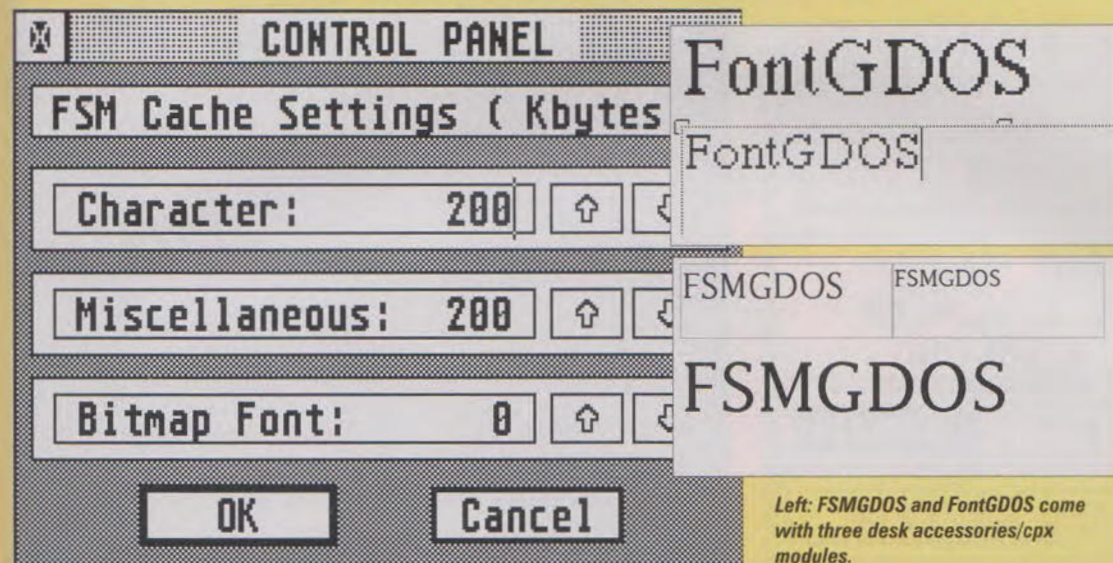 CONTROL PANEL
FSM Cache Settings ( Kbytes
Character: 200
Miscellaneous: 200
Bitmap Font: 0
OK Cancel
FontGDOS
FontGDOS
FSMGDOS FSMGDOS
FSMGDOS
Left: FSMGDOS and FontGDOS come
with three desk accessories/cpx
modules.